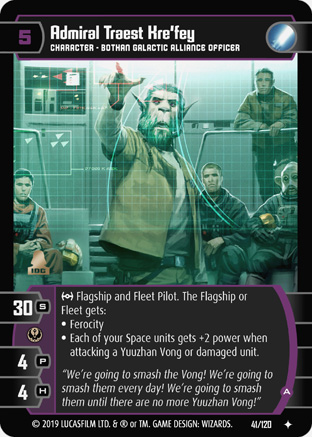 5
Admiral Traest Kre'fey
CHARACTER - BOTHAN GALACTIC ALLIANCE OFFICER
IDC
30 S
4 P
4 H
Flagship and Fleet Pilot. The Flagship or
Fleet gets:
• Ferocity
• Each of your Space units gets +2 power when
attacking a Yuuzhan Vong or damaged unit.
“We're going to smash the Vong! We're going to
smash them every day! We're going to smash
them until there are no more Yuuzhan Vong!”
A
© 2019 LUCASFILM LTD. & ® or TM. GAME DESIGN: WIZARDS.
41/120